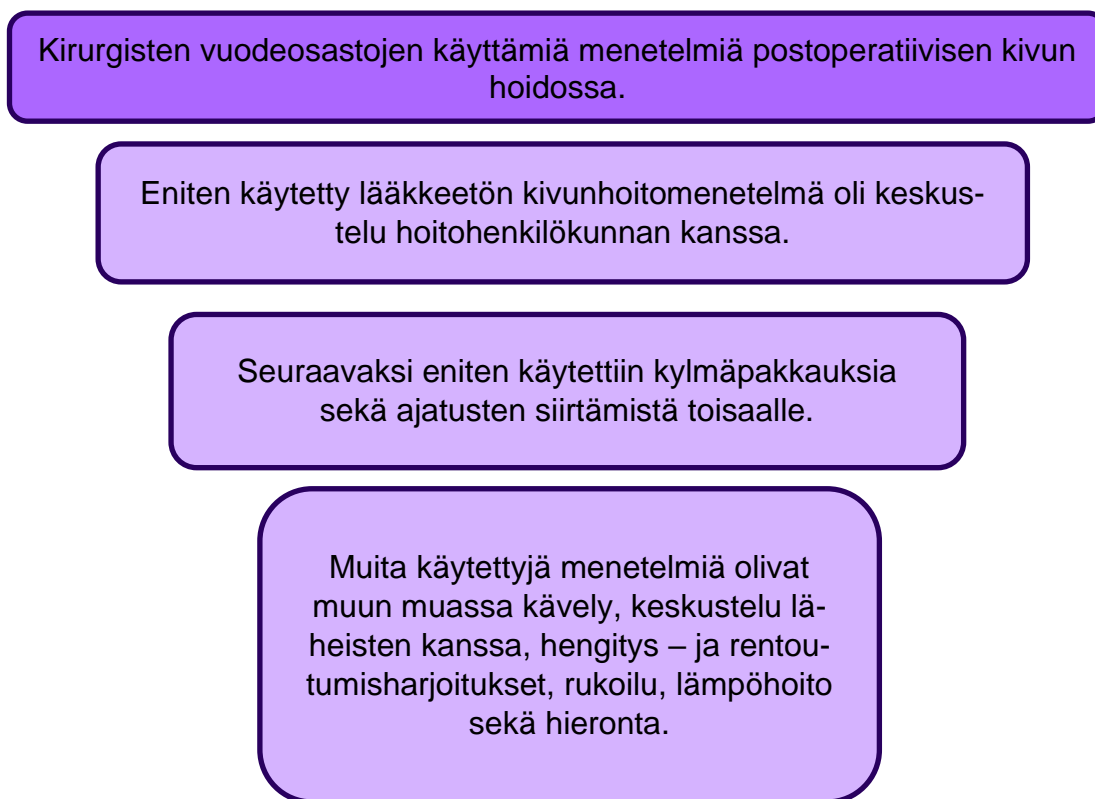 Kirurgisten vuodeosastojen käyttämiä menetelmiä postoperatiivisen kivun
hoidossa.
Eniten käytetty lääkkeetön kivunhoitomenetelmä oli keskus-
telu hoitohenkilökunnan kanssa.
Seuraavaksi eniten käytettiin kylmäpakkauksia
sekä ajatusten siirtämistä toisaalle.
Muita käytettyjä menetelmiä olivat
muun muassa kävely, keskustelu lä-
heisten kanssa, hengitys – ja rentou-
tumisharjoitukset, rukoilu, lämpöhoito
sekä hieronta.